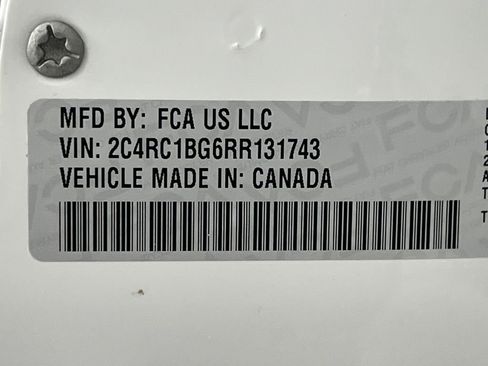 MFD BY: FCA US LLC
VIN: 2C4RC1BG6RR131743
VEHICLE MADE IN: CANADA